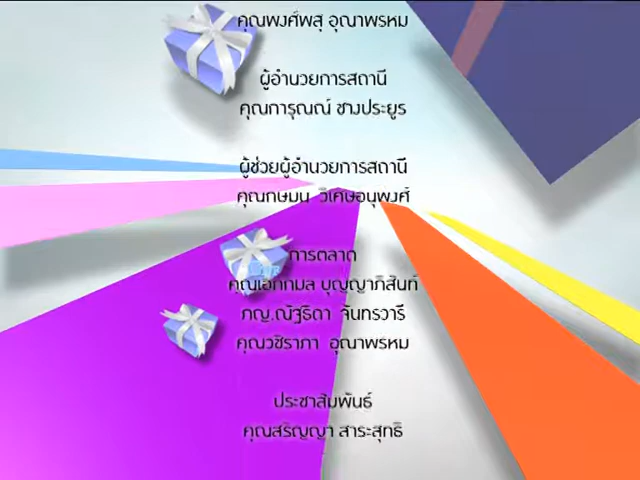 คุณพงศ์พสุ อุณาพรหม
ผู้อำนวยการสถานี
คุณการุณณ์ ชาวประยูร
ผู้ช่วยผู้อำนวยการสถานี
คุณกษมน วิเศษอนุพงศ์
การตลาด
คุณเอกกมล บุญญาภิสันท์
ภญ.ณัฐธิดา จันทรวารี
คุณวชิราภา อุณาพรหม
ประชาสัมพันธ์
คุณสรัญญา สาระสุทธิ